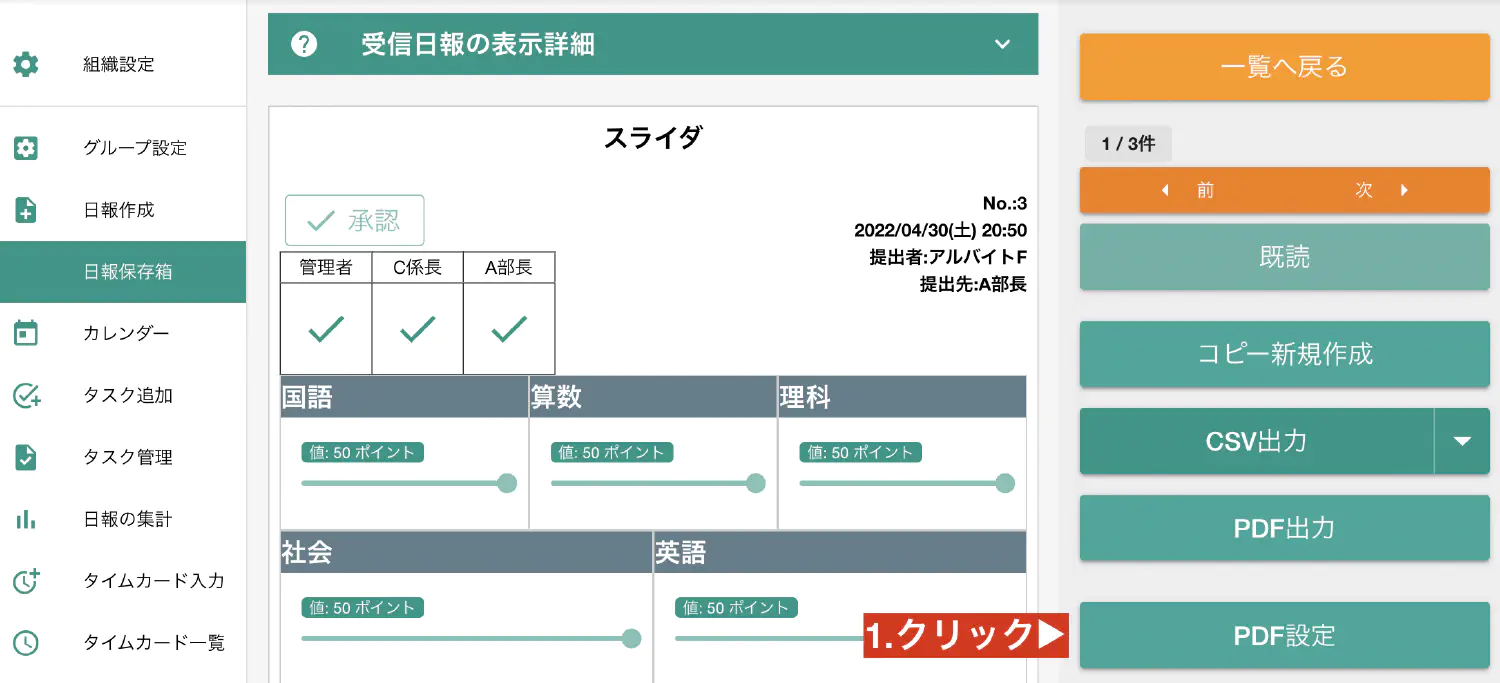 組織設定
グループ設定
日報作成
日報保存箱
カレンダー
タスク追加
タスク管理
日報の集計
タイムカード入力
タイムカード一覧
受信日報の表示詳細
スライダ
承認
No.:3
2022/04/30(土) 20:50
提出者:アルバイトF
提出先:A部長
管理者 C係長 A部長
国語 算数 理科
値: 50 ポイント 値: 50 ポイント 値: 50 ポイント
社会 英語
値: 50 ポイント 値: 50 ポイント
1.クリック▶
一覧へ戻る
1 / 3件
前 次
既読
コピー新規作成
CSV出力
PDF出力
PDF設定